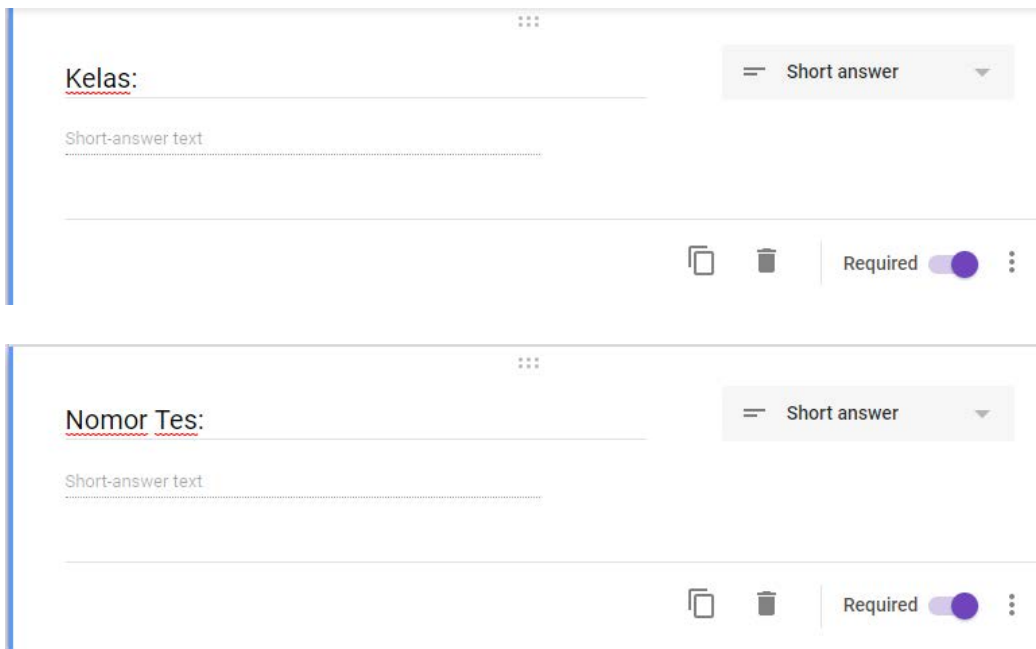 Kelas:
Short answer
Short-answer text
Required
Nomor Tes:
Short answer
Short-answer text
Required